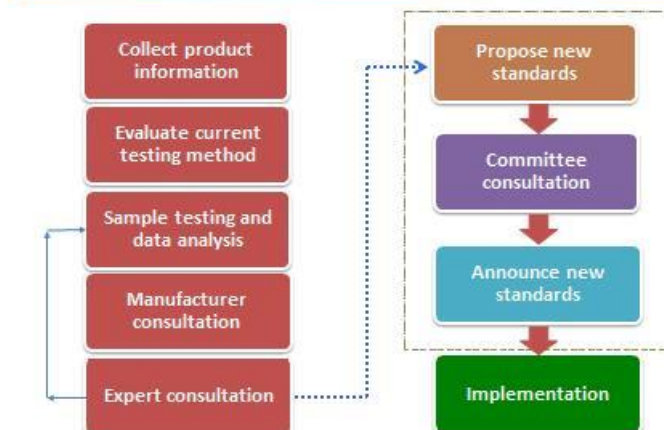 Collect product
information
Evaluate current
testing method
Sample testing and
data analysis
Manufacturer
consultation
Expert consultation
Propose new
standards
Committee
consultation
Announce new
standards
Implementation